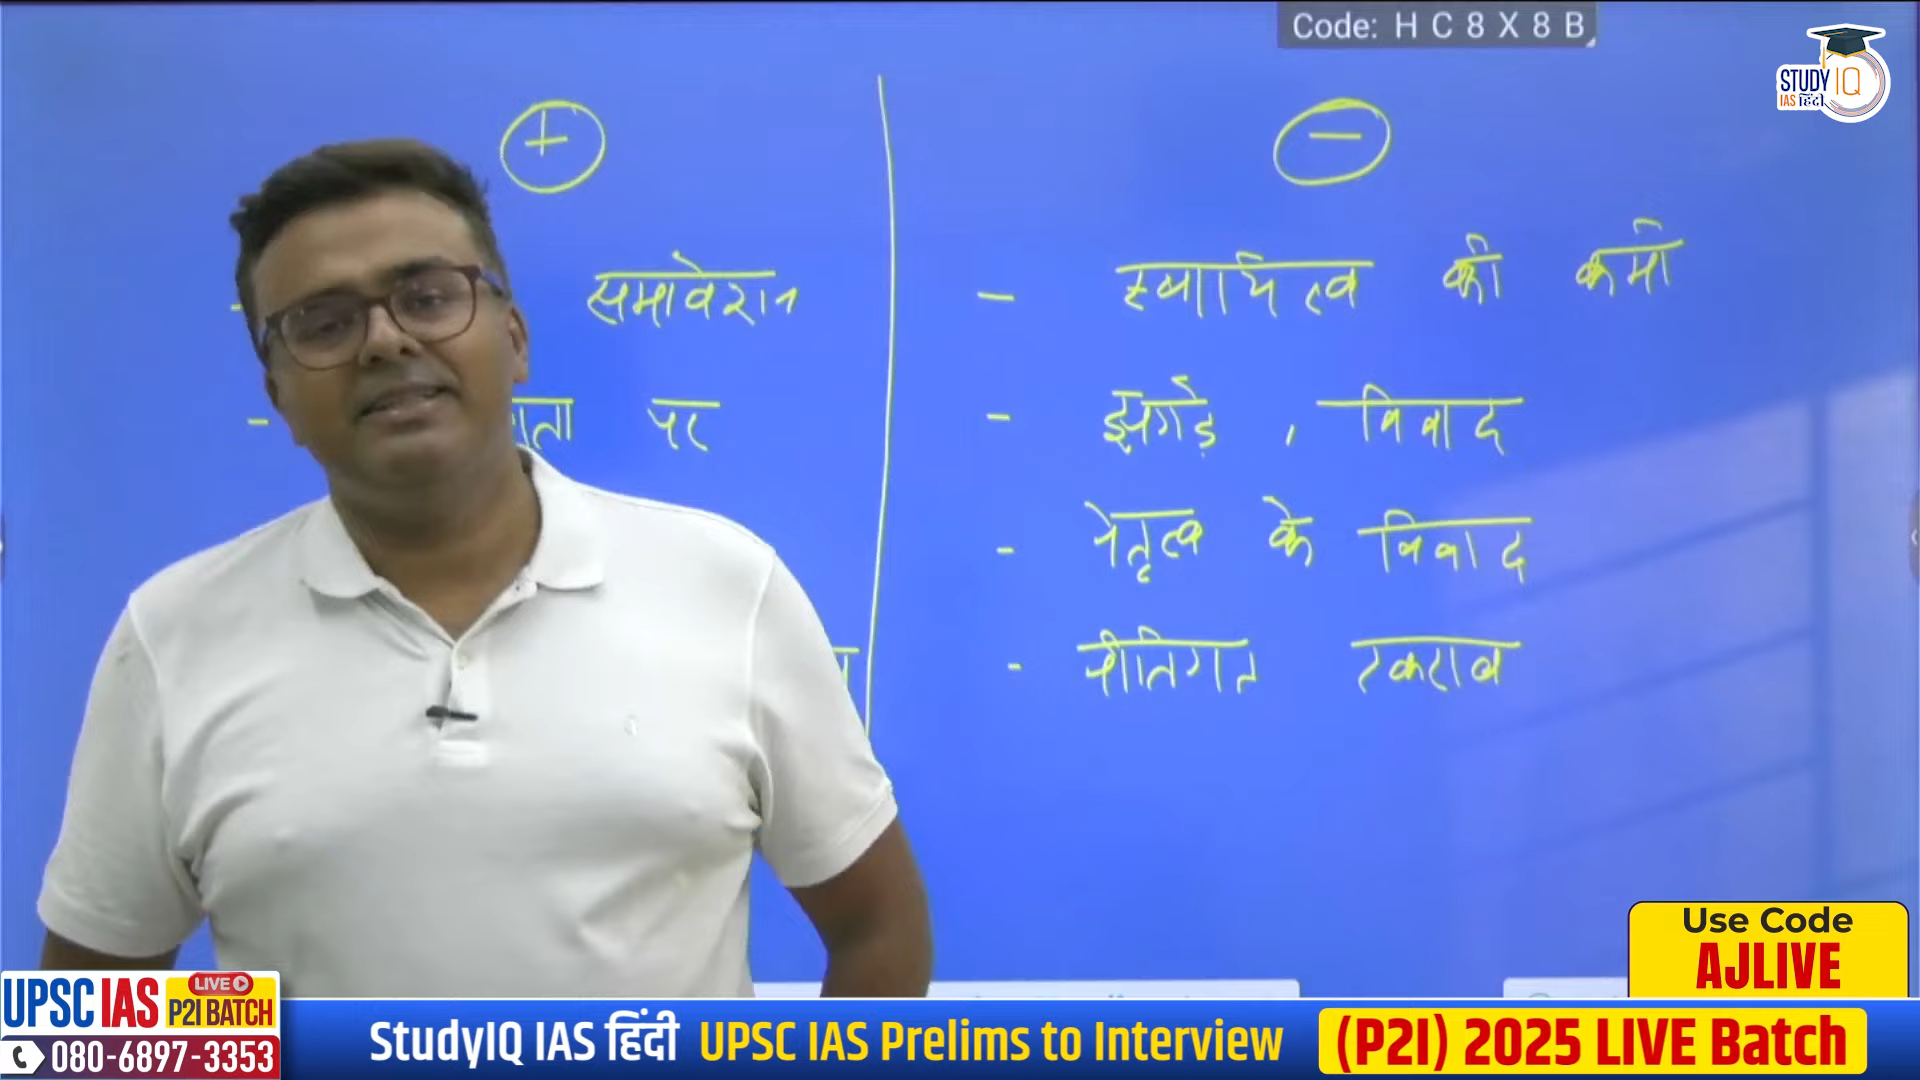 Code: H C 8 X 8 B
STUDY IQ
IAS हिंदी
+
−
- समावेशन
- स्थायित्व की कमी
- पर
- झगड़े, विवाद
- नेतृत्व के विवाद
- नीतिगत टकराव
Use Code
AJLIVE
LIVE
UPSC IAS P2I BATCH
080-6897-3353
StudyIQ IAS हिंदी UPSC IAS Prelims to Interview (P2I) 2025 LIVE Batch